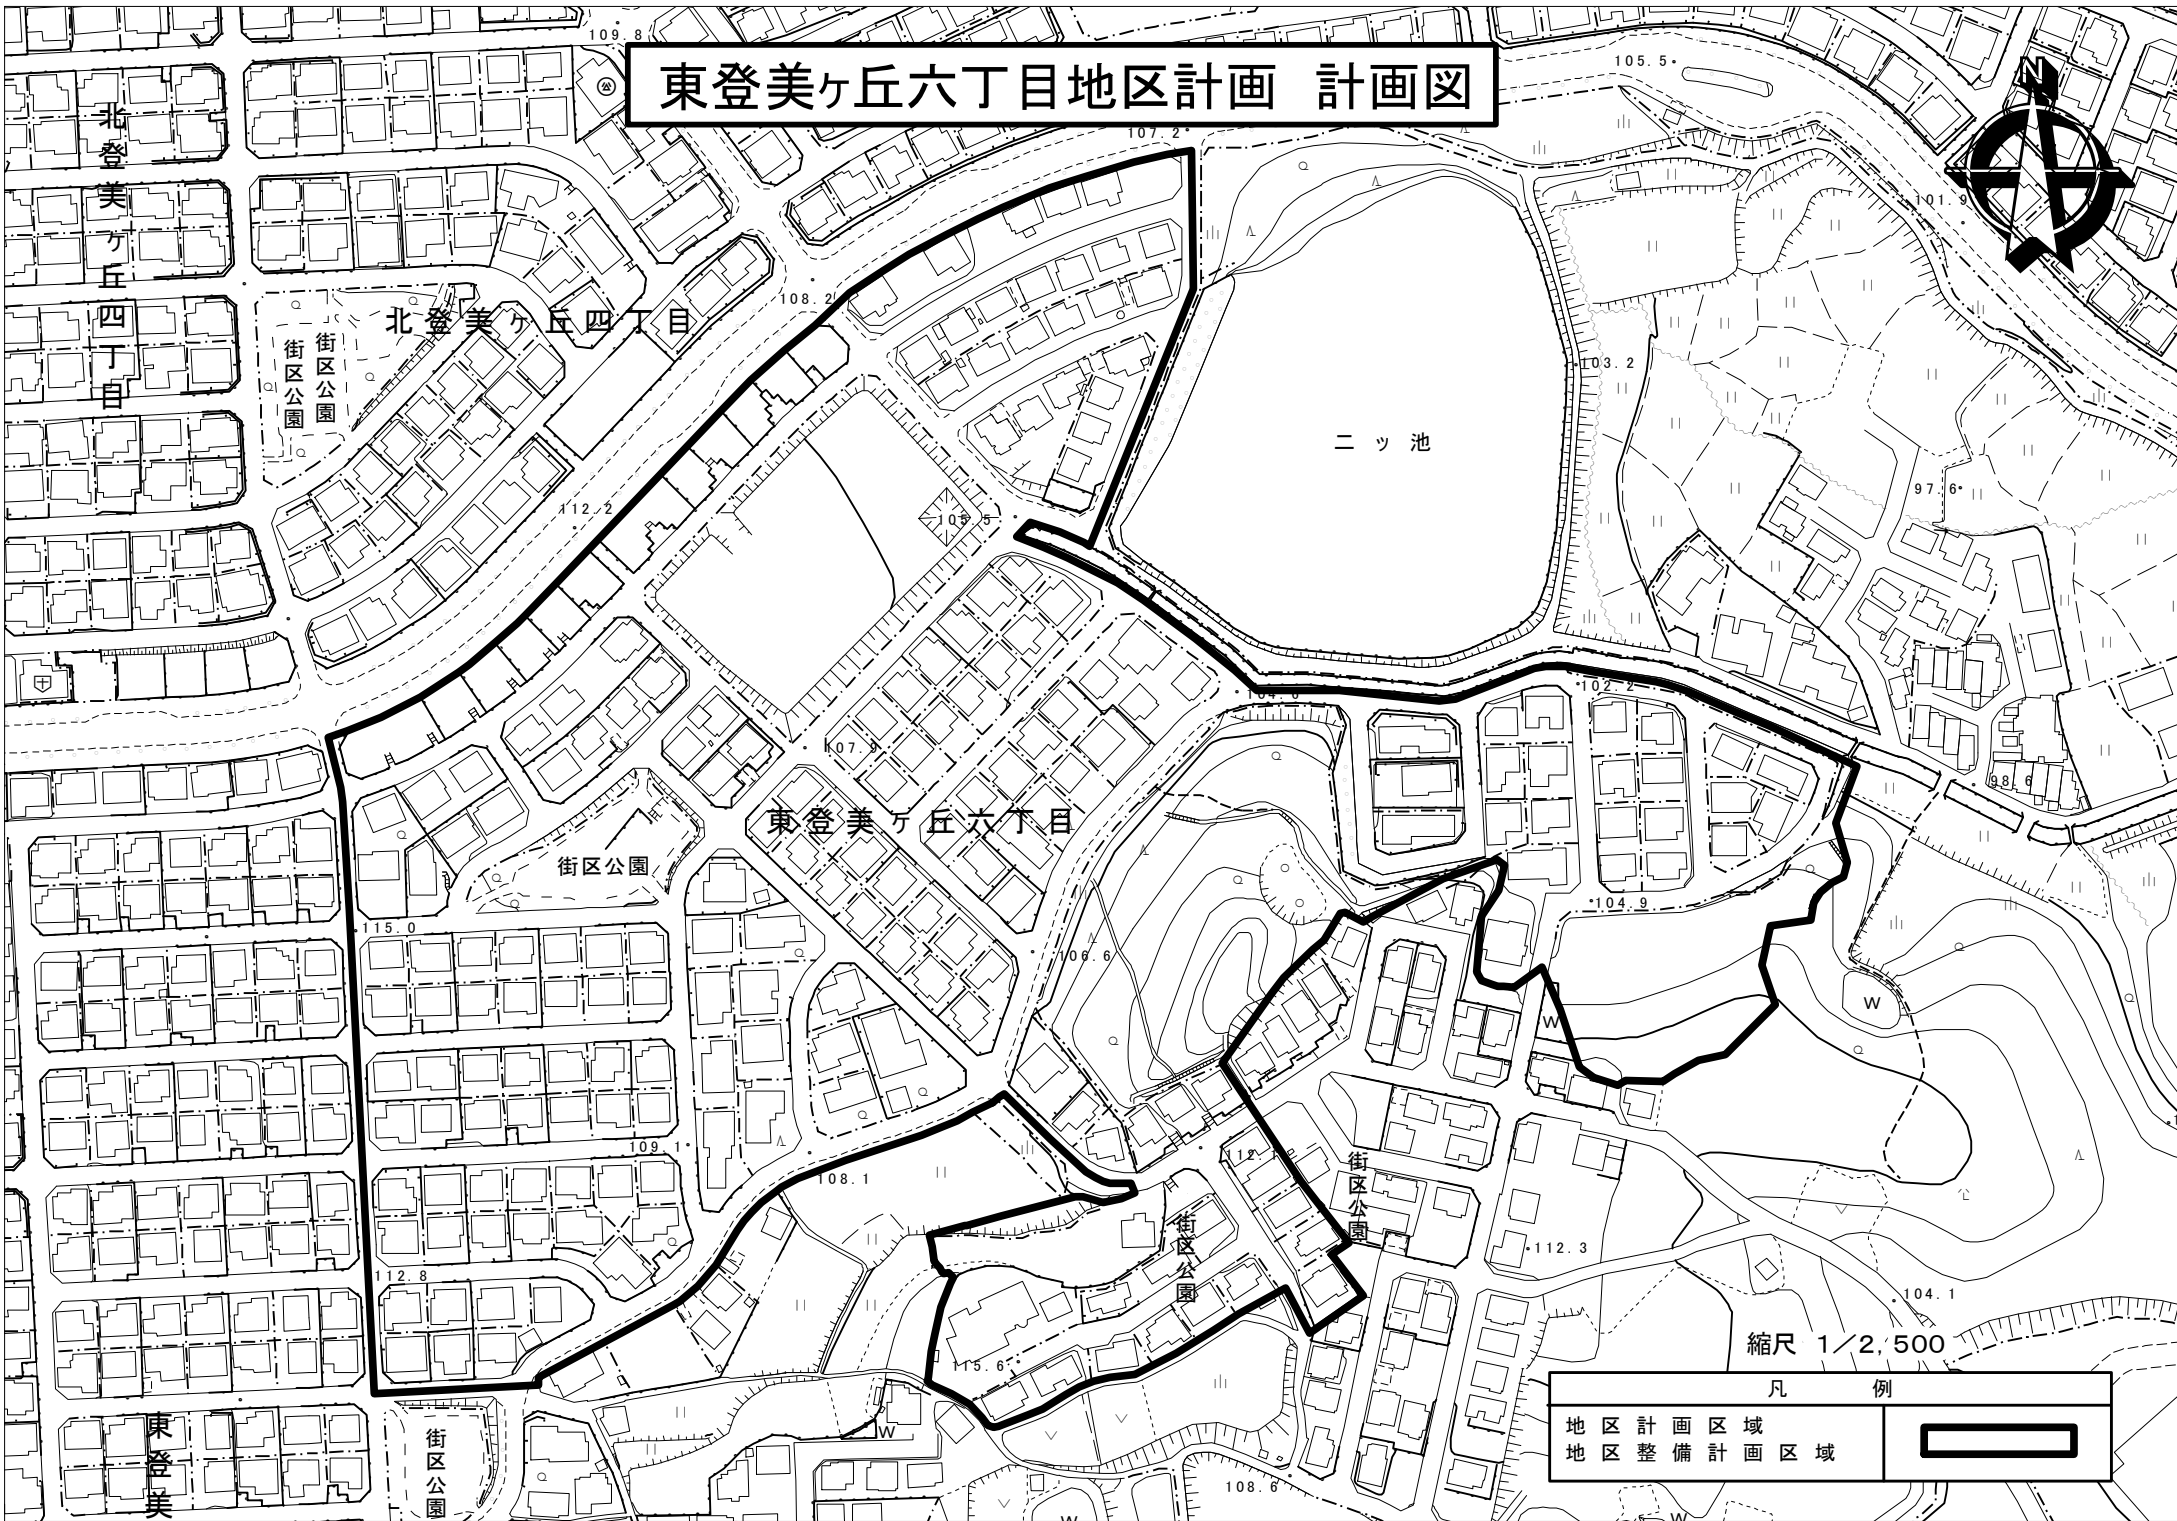 東登美ヶ丘六丁目地区計画 計画図
N
109.8
105.5
107.2
101.9
北登美ヶ丘四丁目
北登美ヶ丘四丁目
108.2
街区公園
街区公園
103.2
二ッ池
97.6
112.2
105.5
104.0
102.2
107.9
98.6
東登美ヶ丘六丁目
街区公園
104.9
115.0
106.6
W
W
109.1
108.1
街区公園
街区公園
112.3
112.8
104.1
115.6
縮尺 1/2,500
凡例
地区計画区域
地区整備計画区域
東登美
街区公園
W
108.6
W
W